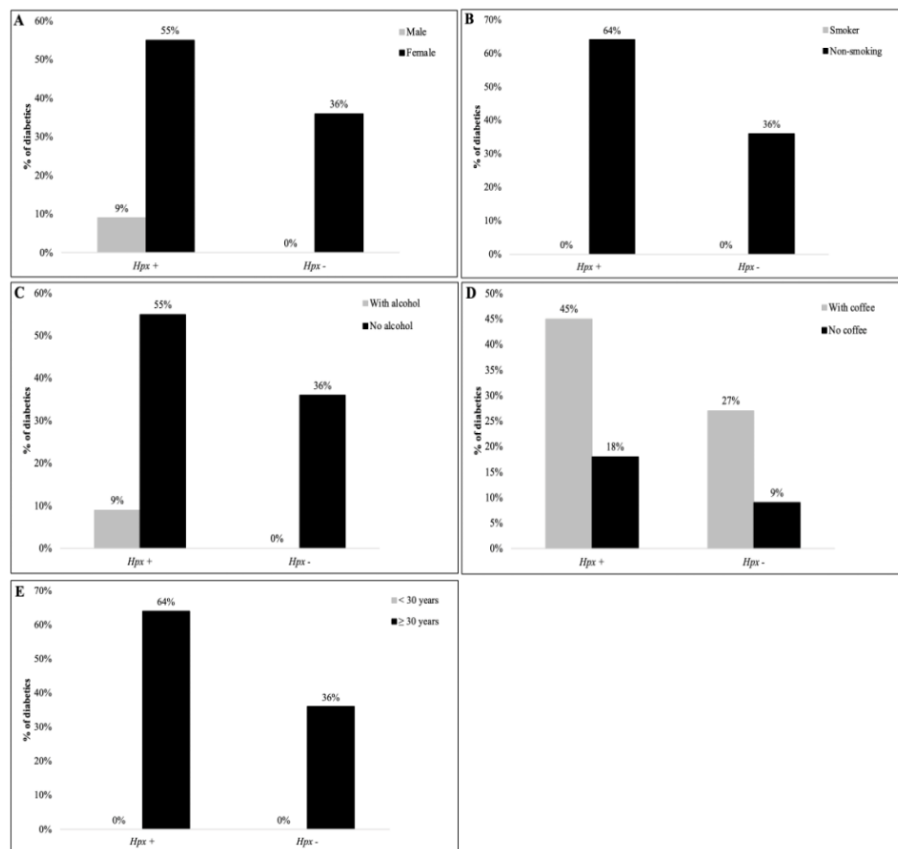 A
60%
50%
40%
30%
20%
10%
0%
% of diabetics
55%
36%
9%
0%
Male
Female
Hpx +
Hpx -
B
70%
60%
50%
40%
30%
20%
10%
0%
% of diabetics
64%
36%
0%
0%
Smoker
Non-smoking
Hpx +
Hpx -
C
60%
50%
40%
30%
20%
10%
0%
% of diabetics
55%
36%
9%
0%
With alcohol
No alcohol
Hpx +
Hpx -
D
50%
45%
40%
35%
30%
25%
20%
15%
10%
5%
0%
% of diabetics
45%
18%
27%
9%
With coffee
No coffee
Hpx +
Hpx -
E
70%
60%
50%
40%
30%
20%
10%
0%
% of diabetics
64%
36%
0%
0%
< 30 years
≥ 30 years
Hpx +
Hpx -